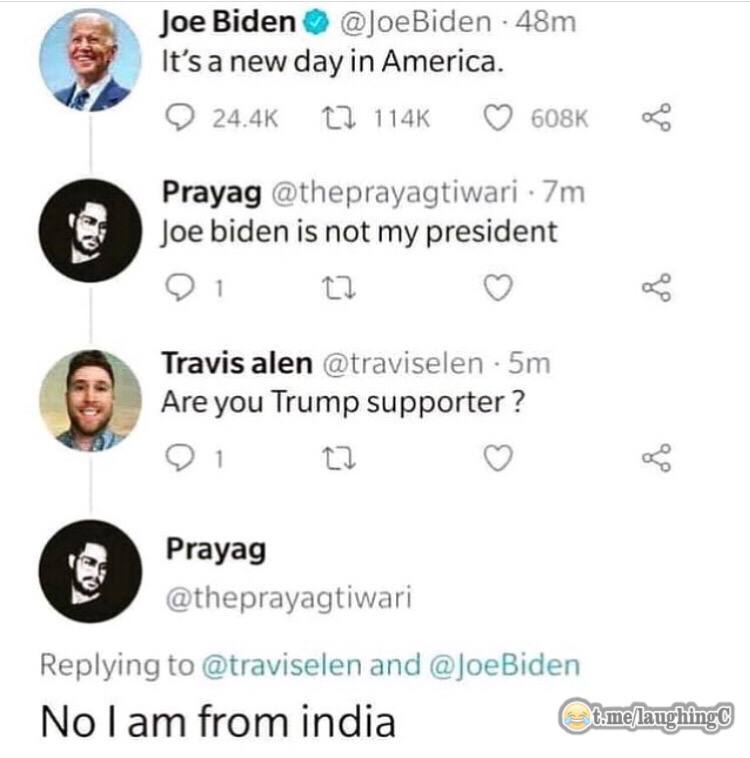 Joe Biden @JoeBiden · 48m
It's a new day in America.
24.4K 114K 608K
Prayag @theprayagtiwari · 7m
Joe biden is not my president
1
Travis alen @traviselen · 5m
Are you Trump supporter ?
1
Prayag
@theprayagtiwari
Replying to @traviselen and @JoeBiden
No I am from india
t.me/laughingC